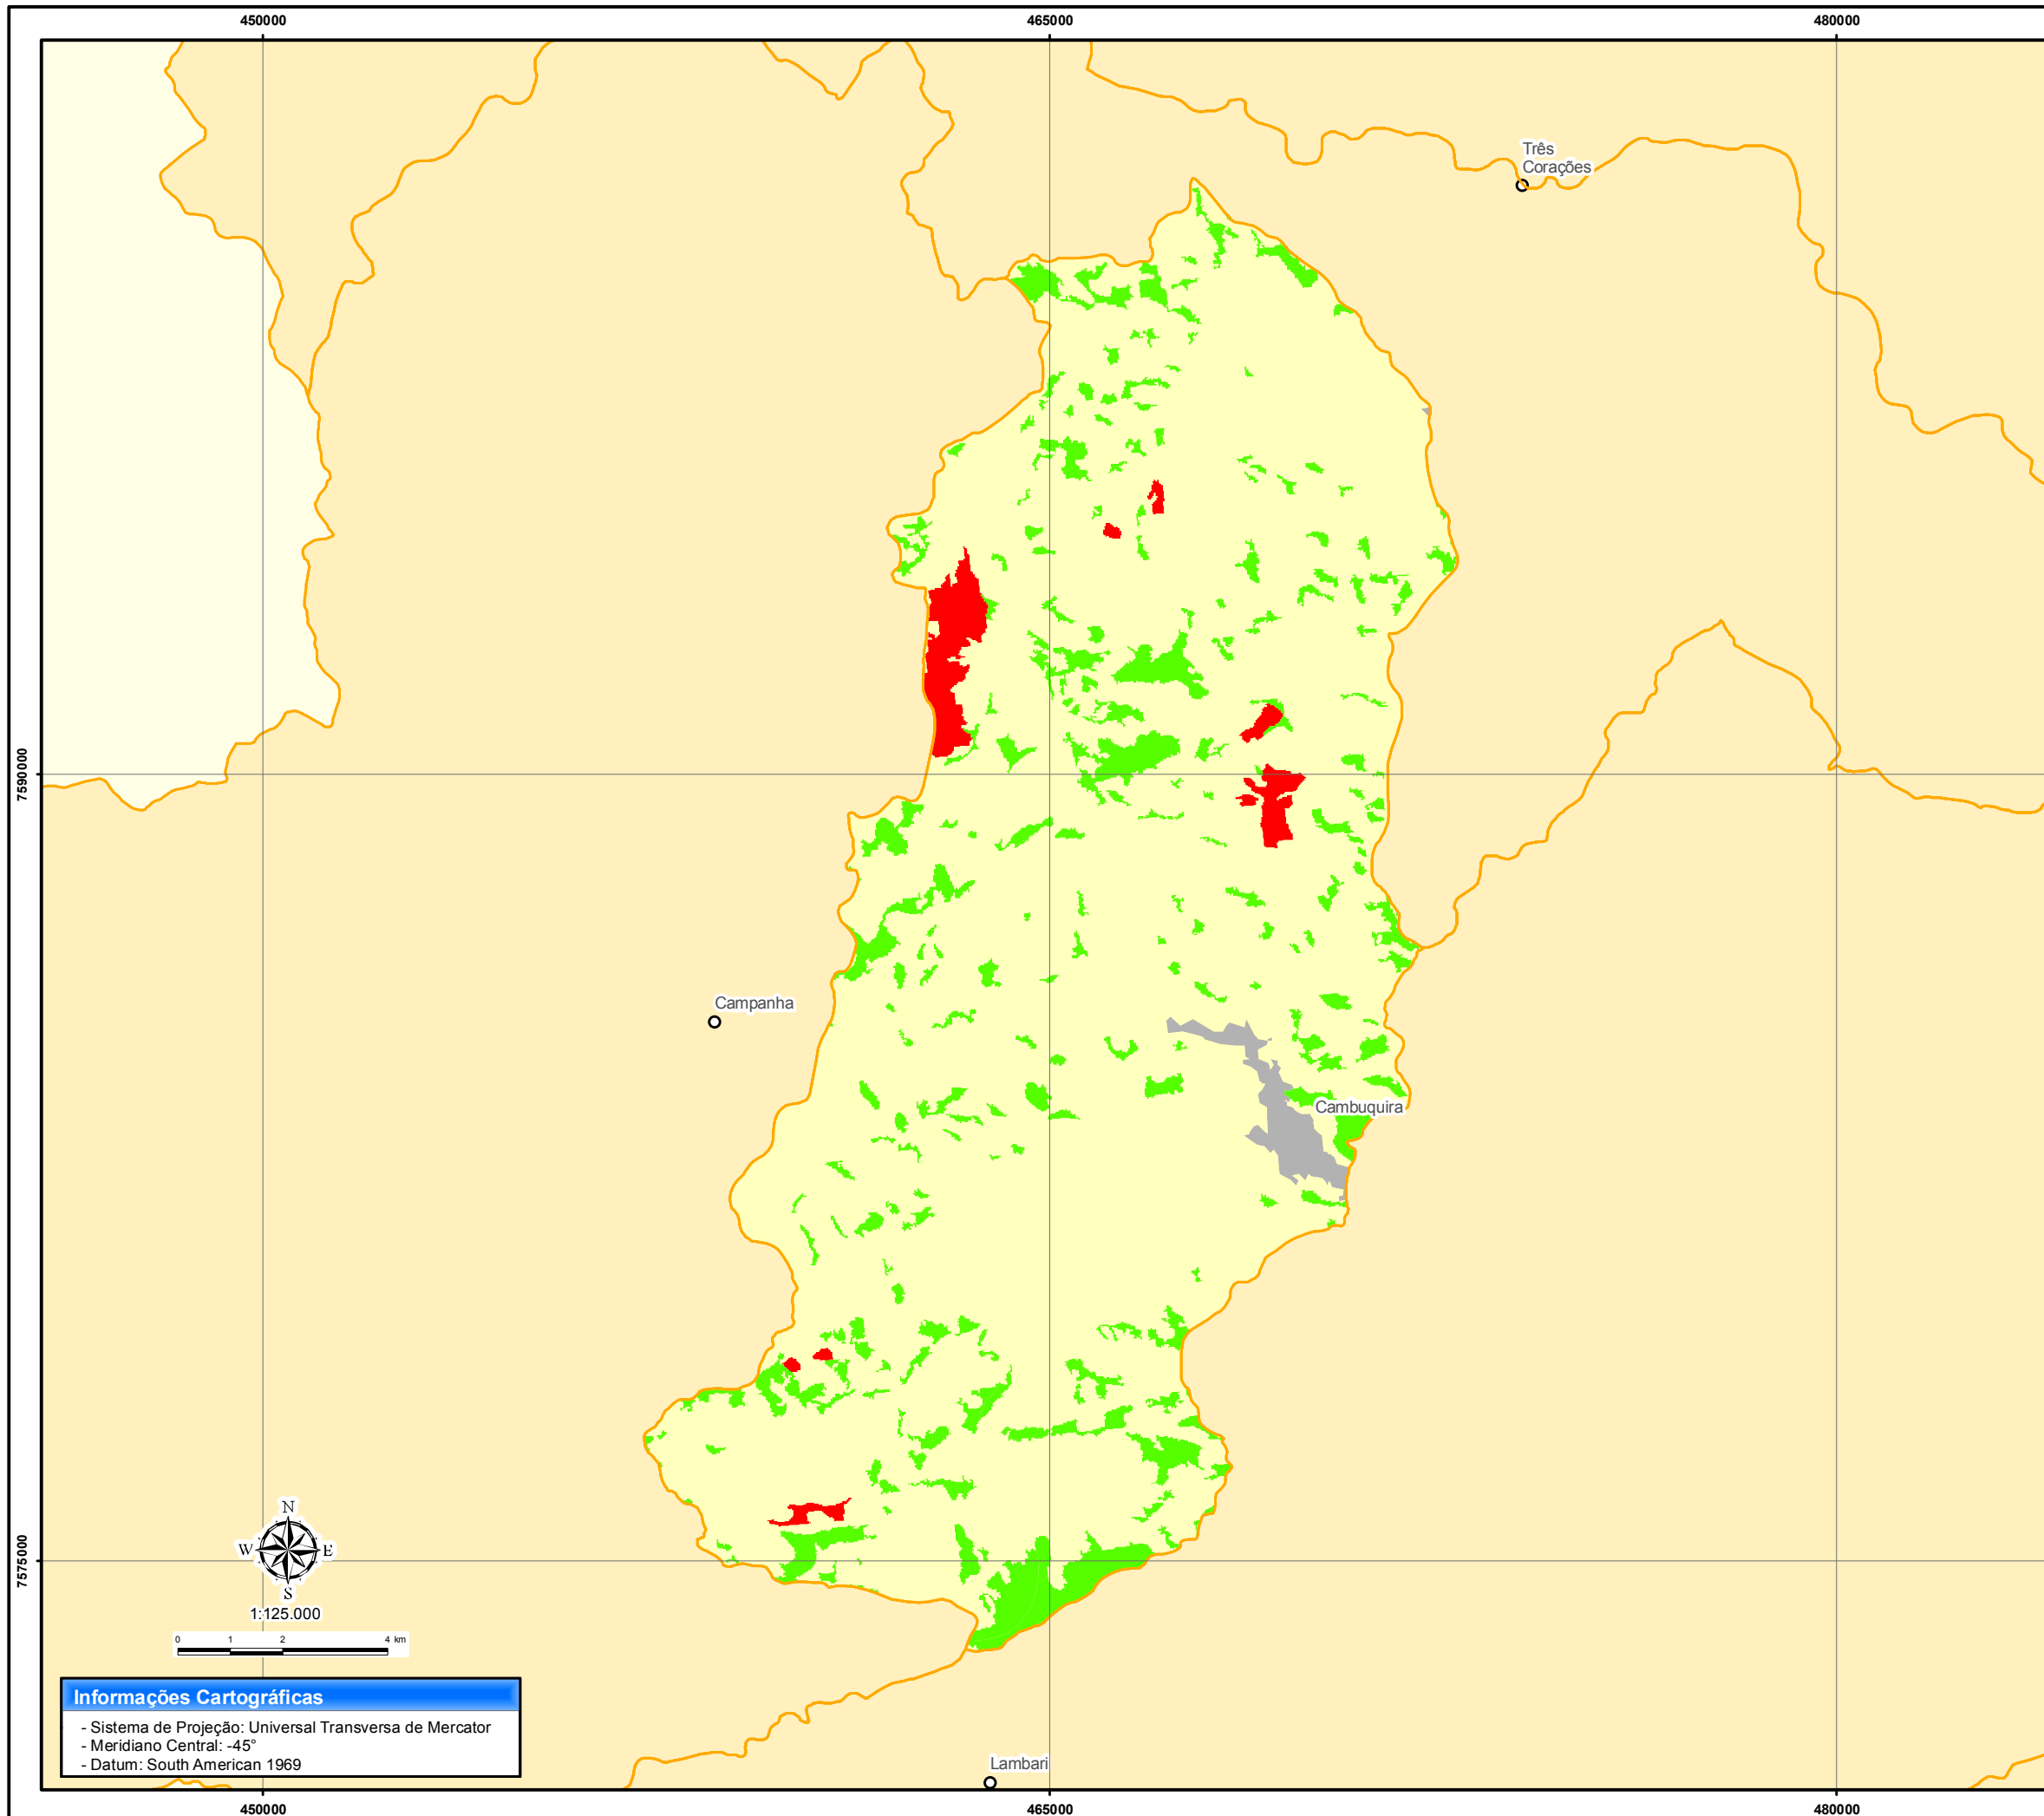 450000
465000
480000
Três
Corações
7590000
Campanha
Cambuquira
N
W
E
S
7575000
1:125.000
0 1 2 4 km
Informações Cartográficas
- Sistema de Projeção: Universal Transversa de Mercator
- Meridiano Central: -45°
- Datum: South American 1969
Lambari
450000
465000
480000